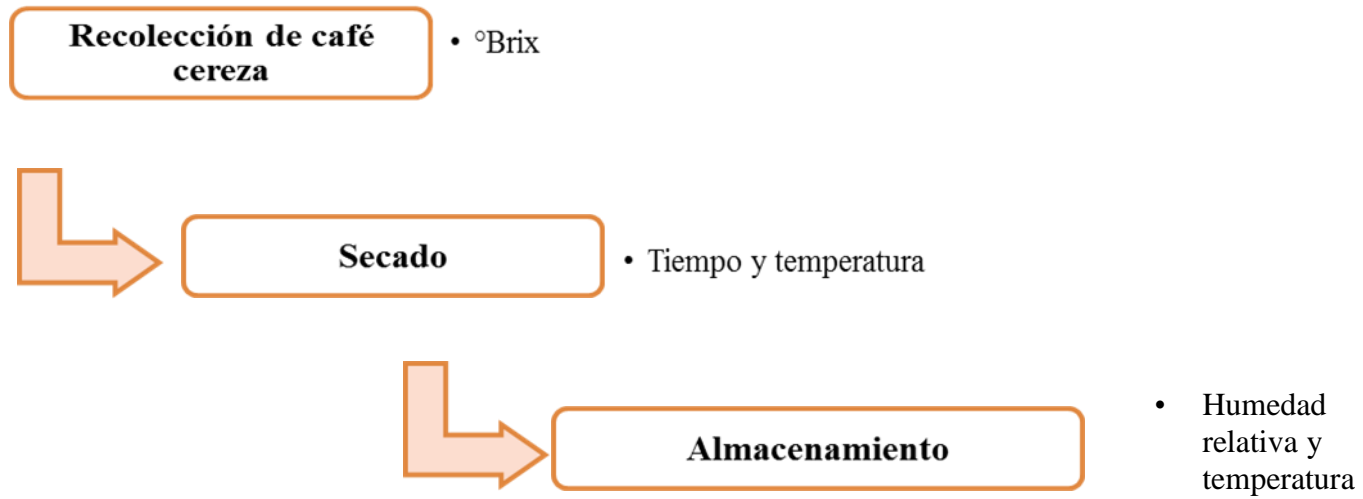 Recolección de café
cereza
• °Brix
Secado
• Tiempo y temperatura
Almacenamiento
• Humedad
relativa y
temperatura